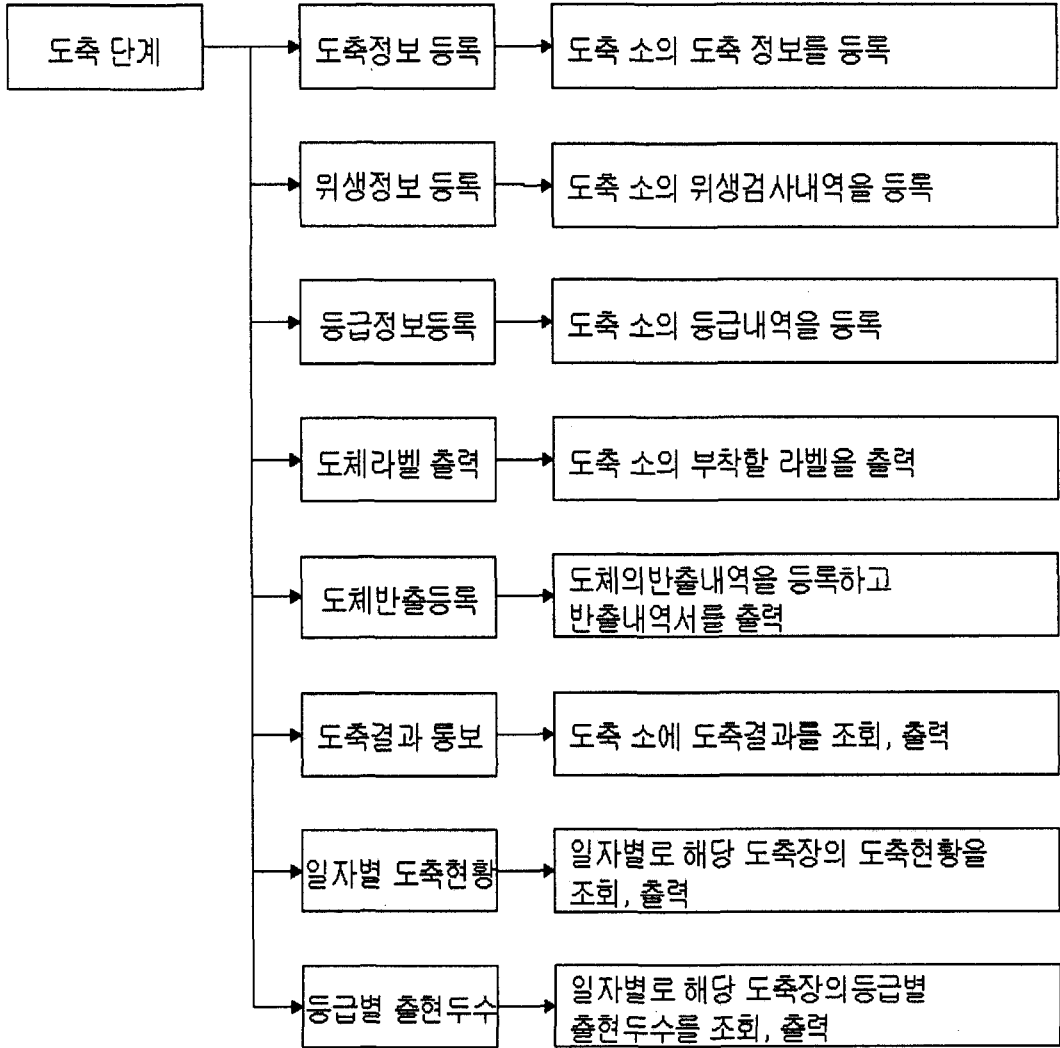 도축 단계
도축정보 등록
도축 소의 도축 정보를 등록
위생정보 등록
도축 소의 위생검사내역을 등록
등급정보등록
도축 소의 등급내역을 등록
도체라벨 출력
도축 소의 부착할 라벨을 출력
도체반출등록
도체의반출내역을 등록하고
반출내역서를 출력
도축결과 통보
도축 소에 도축결과를 조회, 출력
일자별 도축현황
일자별로 해당 도축장의 도축현황을
조회, 출력
등급별 출현두수
일자별로 해당 도축장의등급별
출현두수를 조회, 출력